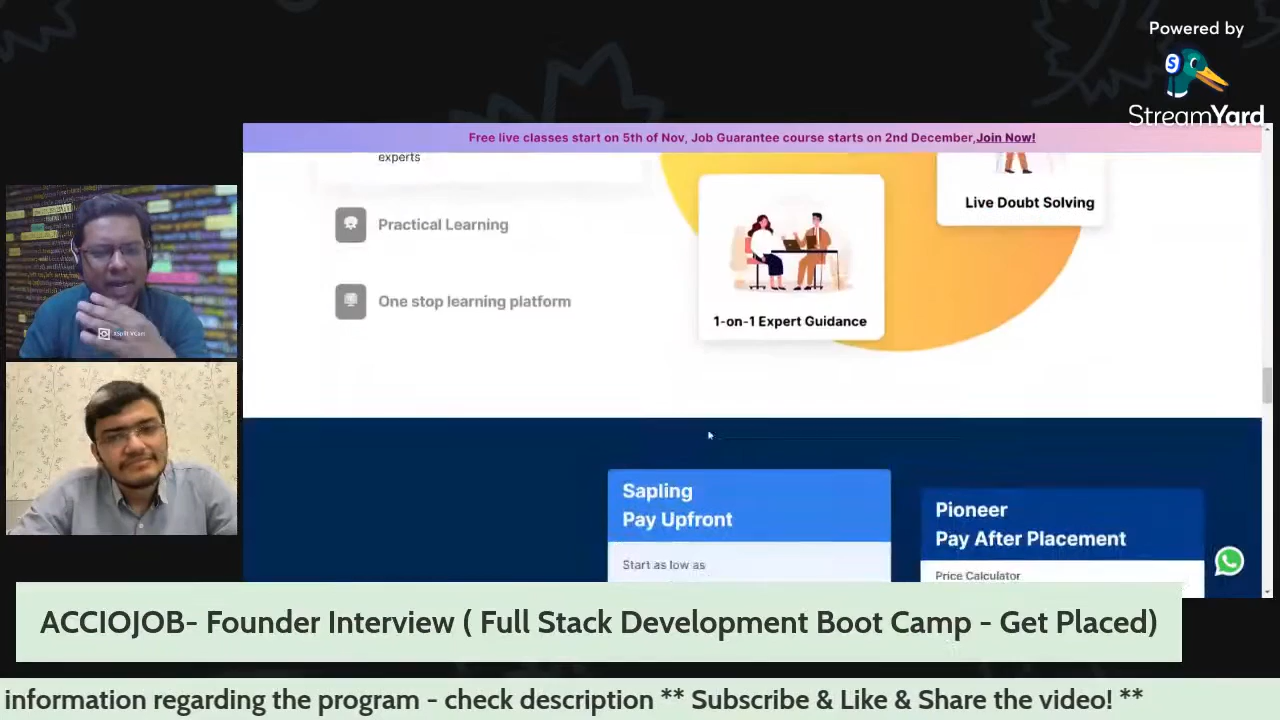 Powered by
S
StreamYard
Free live classes start on 5th of Nov, Job Guarantee course starts on 2nd December,Join Now!
experts
Practical Learning
One stop learning platform
Live Doubt Solving
1-on-1 Expert Guidance
XSplit VCam
Sapling
Pay Upfront
Start as low as
Pioneer
Pay After Placement
Price Calculator
ACCIOJOB- Founder Interview ( Full Stack Development Boot Camp - Get Placed)
information regarding the program - check description ** Subscribe & Like & Share the video! **